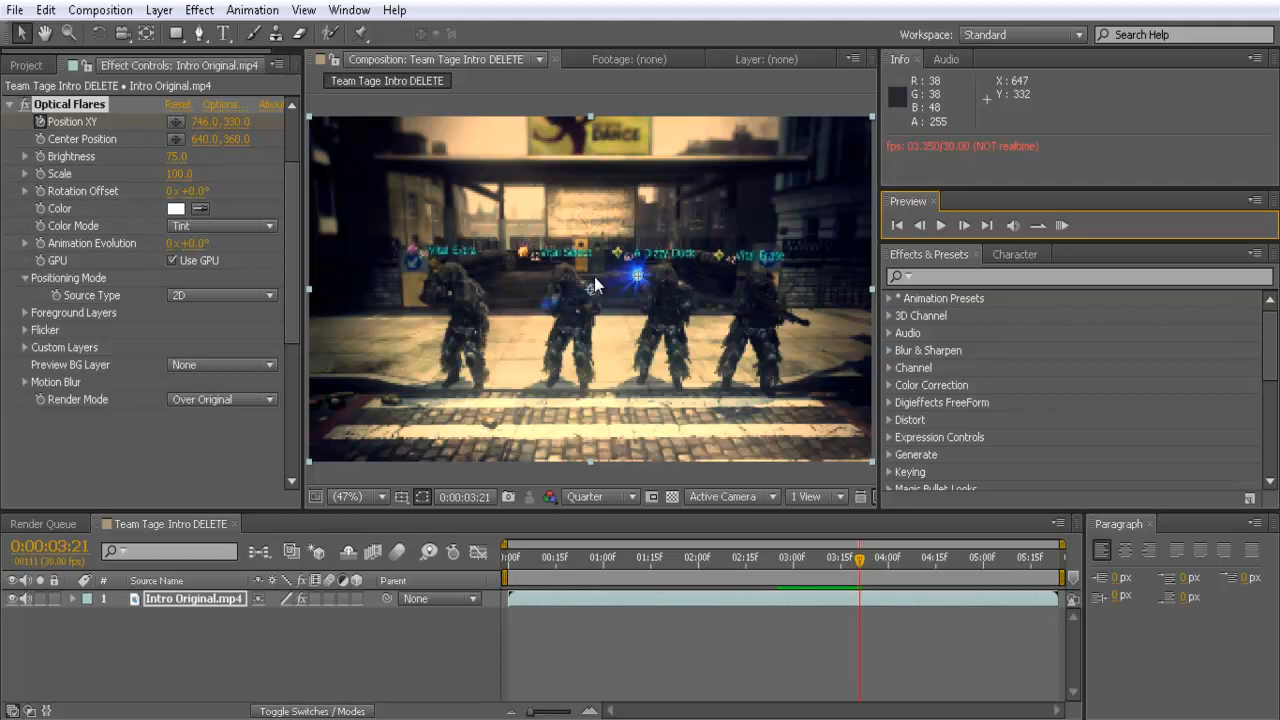 File Edit Composition Layer Effect Animation View Window Help
Workspace: Standard Search Help
Project Effect Controls: Intro Original.mp4
Team Tage Intro DELETE • Intro Original.mp4
fx Optical Flares Reset Options... Abou
Position XY 746.0,330.0
Center Position 640.0,360.0
Brightness 75.0
Scale 100.0
Rotation Offset 0x+0.0°
Color
Color Mode Tint
Animation Evolution 0x+0.0°
GPU Use GPU
Positioning Mode
Source Type 2D
Foreground Layers
Flicker
Custom Layers
Preview BG Layer None
Motion Blur
Render Mode Over Original
Composition: Team Tage Intro DELETE Footage: (none) Layer: (none)
Team Tage Intro DELETE
DANCE
(47%) 0:00:03:21 Quarter Active Camera 1 View
Info Audio
R: 38 X: 647
G: 38 Y: 332
B: 48
A: 255
fps: 03.350/30.00 (NOT realtime)
Preview
Effects & Presets Character
* Animation Presets
3D Channel
Audio
Blur & Sharpen
Channel
Color Correction
Digieffects FreeForm
Distort
Expression Controls
Generate
Keying
Magic Bullet Looks
Render Queue Team Tage Intro DELETE
0:00:03:21
00111 (30.00 fps)
:00f 00:15f 01:00f 01:15f 02:00f 02:15f 03:00f 03:15f 04:00f 04:15f 05:00f 05:15f
# Source Name Parent
1 Intro Original.mp4 None
Toggle Switches / Modes
Paragraph
0 px 0 px 0 px
0 px 0 px